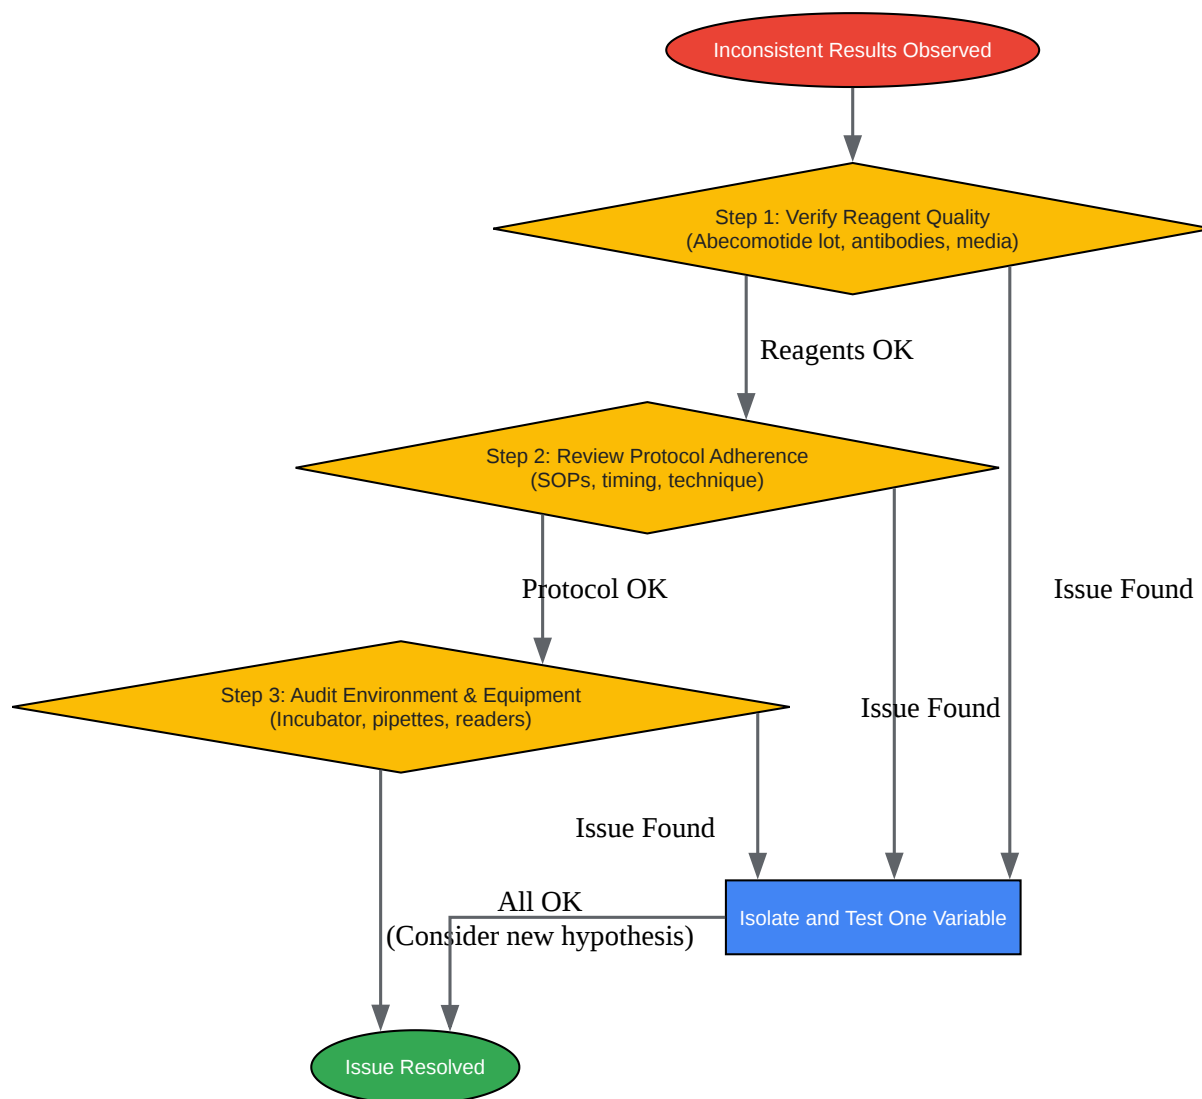 Inconsistent Results Observed
Step 1: Verify Reagent Quality
(Abecomotide lot, antibodies, media)
Reagents OK
Step 2: Review Protocol Adherence
(SOPs, timing, technique)
Protocol OK
Issue Found
Step 3: Audit Environment & Equipment
(Incubator, pipettes, readers)
Issue Found
Issue Found
All OK
(Consider new hypothesis)
Isolate and Test One Variable
Issue Resolved